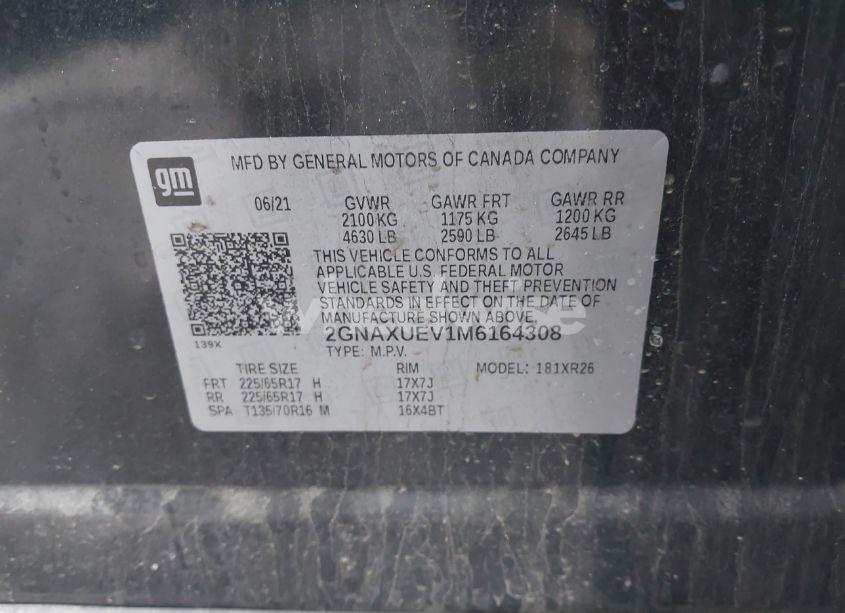 gm
MFD BY GENERAL MOTORS OF CANADA COMPANY
06/21 GVWR GAWR FRT GAWR RR
2100 KG 1175 KG 1200 KG
4630 LB 2590 LB 2645 LB
THIS VEHICLE CONFORMS TO ALL
APPLICABLE U.S. FEDERAL MOTOR
VEHICLE SAFETY AND THEFT PREVENTION
STANDARDS IN EFFECT ON THE DATE OF
MANUFACTURE SHOWN ABOVE.
2GNAXUEV1M6164308
139X
TYPE: M.P.V.
TIRE SIZE RIM MODEL: 181XR26
FRT 225/65R17 H 17X7J
RR 225/65R17 H 17X7J
SPA T135/70R16 M 16X4BT